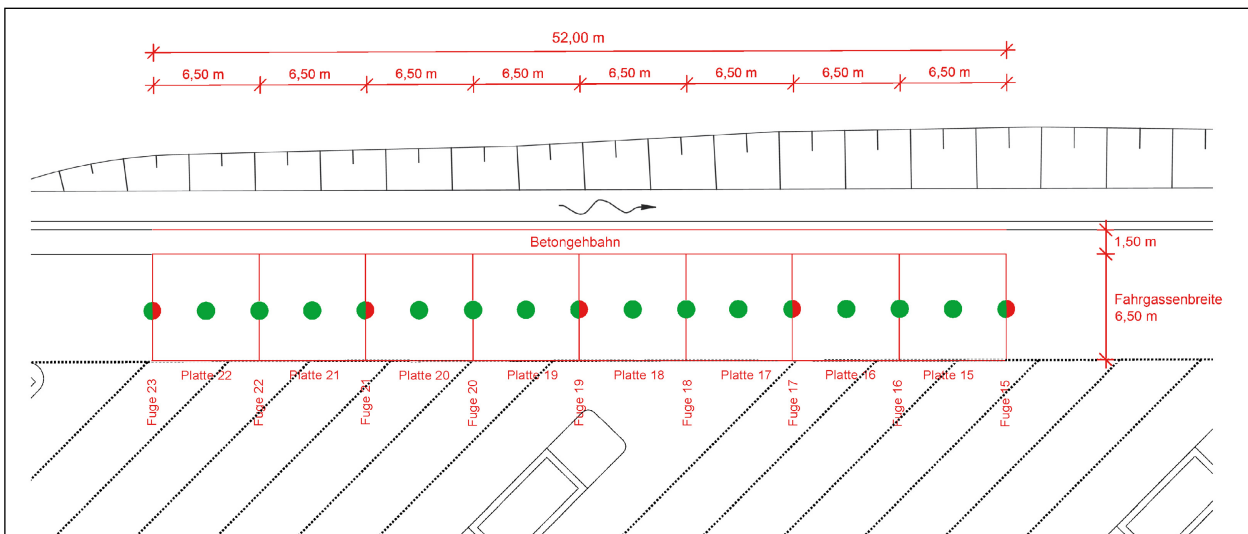 52,00 m
6,50 m 6,50 m 6,50 m 6,50 m 6,50 m 6,50 m 6,50 m 6,50 m
Betongehbahn
1,50 m
Fahrgassenbreite
6,50 m
Platte 22 Platte 21 Platte 20 Platte 19 Platte 18 Platte 17 Platte 16 Platte 15
Fuge 23 Fuge 22 Fuge 21 Fuge 20 Fuge 19 Fuge 18 Fuge 17 Fuge 16 Fuge 15